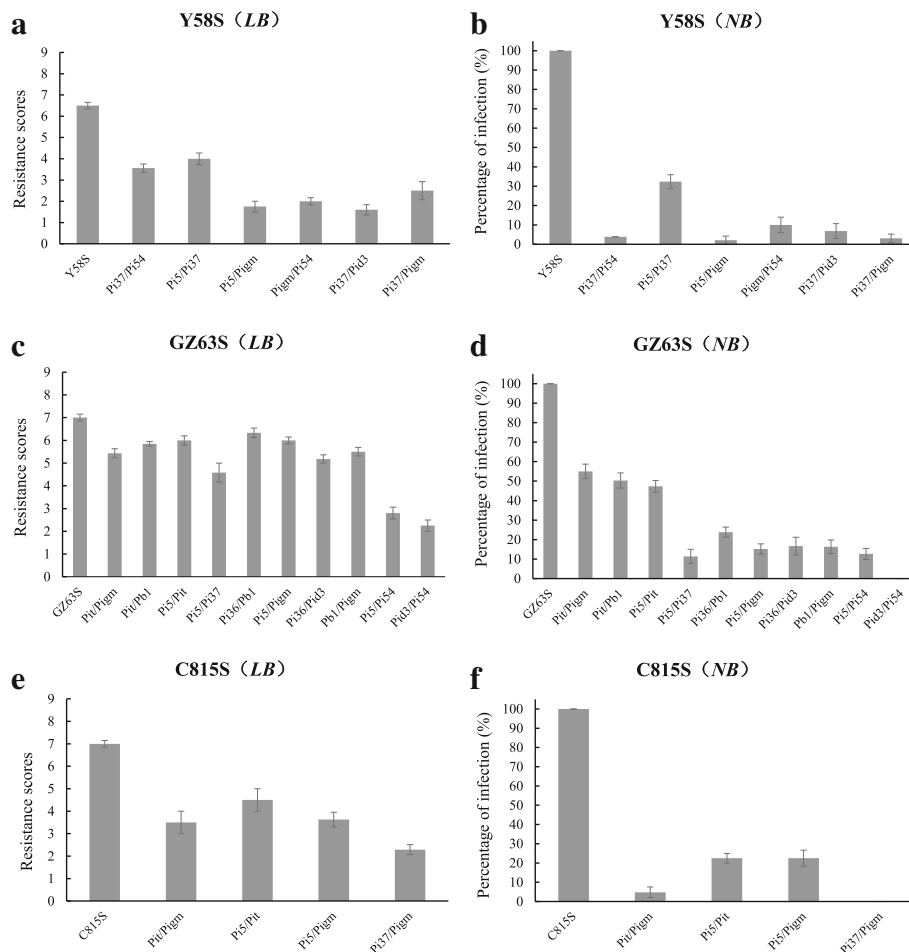 a
Y58S（LB）
Resistance scores
9
8
7
6
5
4
3
2
1
0
Y58S
Pi37/Pi54
Pi5/Pi37
Pi5/Pigm
Pigm/Pi54
Pi37/Pid3
Pi37/Pigm
b
Y58S（NB）
Percentage of infection (%)
100
90
80
70
60
50
40
30
20
10
0
Y58S
Pi37/Pi54
Pi5/Pi37
Pi5/Pigm
Pigm/Pi54
Pi37/Pid3
Pi37/Pigm
c
GZ63S（LB）
Resistance scores
9
8
7
6
5
4
3
2
1
0
GZ63S
Pit/Pigm
Pit/Pb1
Pi5/Pit
Pi5/Pi37
Pi36/Pb1
Pi5/Pigm
Pi36/Pid3
Pb1/Pigm
Pi5/Pi54
Pid3/Pi54
d
GZ63S（NB）
Percentage of infection (%)
100
90
80
70
60
50
40
30
20
10
0
GZ63S
Pit/Pigm
Pit/Pb1
Pi5/Pit
Pi5/Pi37
Pi36/Pb1
Pi5/Pigm
Pi36/Pid3
Pb1/Pigm
Pi5/Pi54
Pid3/Pi54
e
C815S（LB）
Resistance scores
9
8
7
6
5
4
3
2
1
0
C815S
Pit/Pigm
Pi5/Pit
Pi5/Pigm
Pi37/Pigm
f
C815S（NB）
Percentage of infection (%)
100
90
80
70
60
50
40
30
20
10
0
C815S
Pit/Pigm
Pi5/Pit
Pi5/Pigm
Pi37/Pigm